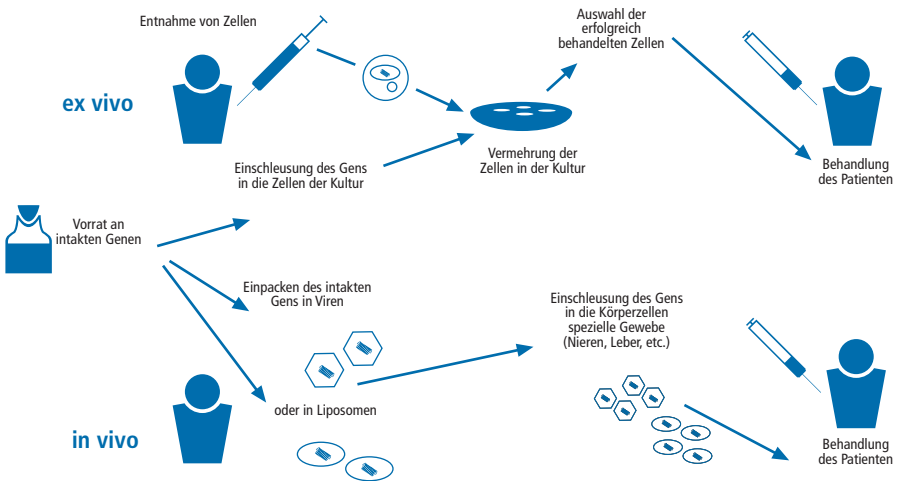 Entnahme von Zellen
Auswahl der
erfolgreich
behandelten Zellen
ex vivo
Einschleusung des Gens
in die Zellen der Kultur
Vermehrung der
Zellen in der Kultur
Behandlung
des Patienten
Vorrat an
intakten Genen
Einpacken des intakten
Gens in Viren
Einschleusung des Gens
in die Körperzellen
spezielle Gewebe
(Nieren, Leber, etc.)
oder in Liposomen
in vivo
Behandlung
des Patienten